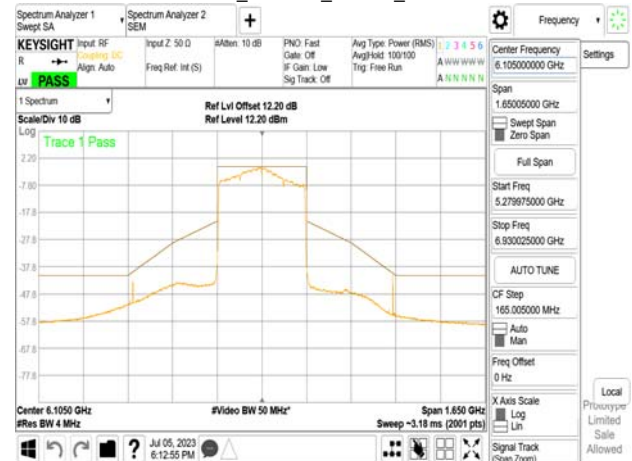 Spectrum Analyzer 1
Swept SA
Spectrum Analyzer 2
SEM
Frequency
KEYSIGHT
R
LV
PASS
Input: RF
Coupling: DC
Align: Auto
Input Z: 50 Ω
Freq Ref: Int (S)
#Atten: 10 dB
PNO: Fast
Gate: Off
IF Gain: Low
Sig Track: Off
Avg Type: Power (RMS)
Avg|Hold: 100/100
Trig: Free Run
1 2 3 4 5 6
A W W W W W
A N N N N N
1 Spectrum
Scale/Div 10 dB
Ref Lvl Offset 12.20 dB
Ref Level 12.20 dBm
Log
Trace 1 Pass
2.20
-7.80
-17.8
-27.8
-37.8
-47.8
-57.8
-67.8
-77.8
Center 6.1050 GHz
#Res BW 4 MHz
#Video BW 50 MHz*
Span 1.650 GHz
Sweep ~3.18 ms (2001 pts)
Jul 05, 2023
6:12:55 PM
Center Frequency
6.105000000 GHz
Span
1.65005000 GHz
Swept Span
Zero Span
Full Span
Start Freq
5.279975000 GHz
Stop Freq
6.930025000 GHz
AUTO TUNE
CF Step
165.005000 MHz
Auto
Man
Freq Offset
0 Hz
X Axis Scale
Log
Lin
Signal Track
(Span Zoom)
Settings
Local
Prototype
Limited
Sale
Allowed